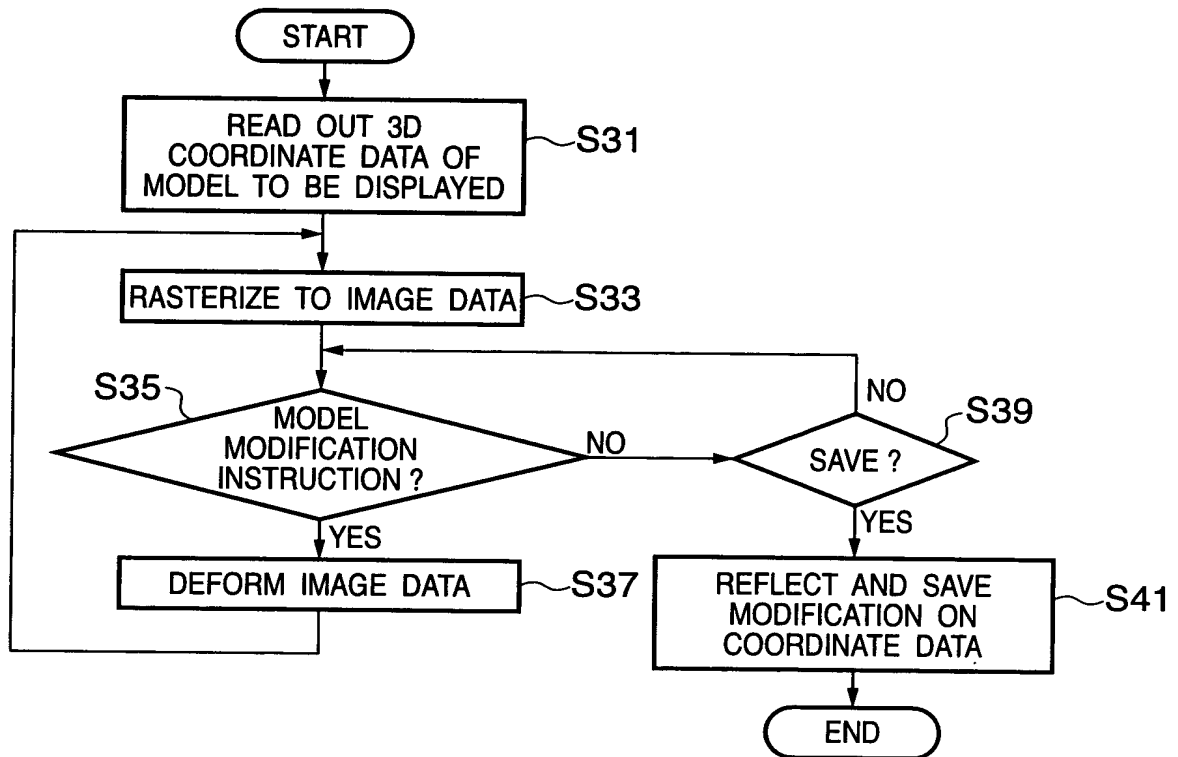 START
READ OUT 3D
COORDINATE DATA OF
MODEL TO BE DISPLAYED
S31
RASTERIZE TO IMAGE DATA
S33
S35
MODEL
MODIFICATION
INSTRUCTION ?
NO
YES
NO
S39
SAVE ?
YES
DEFORM IMAGE DATA
S37
REFLECT AND SAVE
MODIFICATION ON
COORDINATE DATA
S41
END